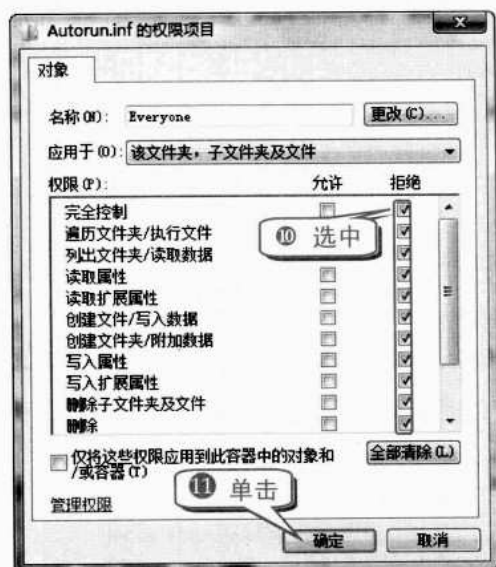 Autorun.inf 的权限项目
对象
名称(N): Everyone 更改(C)...
应用于(O): 该文件夹，子文件夹及文件
权限(P): 允许 拒绝
完全控制
遍历文件夹/执行文件
列出文件夹/读取数据
读取属性
读取扩展属性
创建文件/写入数据
创建文件夹/附加数据
写入属性
写入扩展属性
删除子文件夹及文件
删除
⑩ 选中
仅将这些权限应用到此容器中的对象和
/或容器(T)
全部清除(L)
⑪ 单击
管理权限
确定 取消